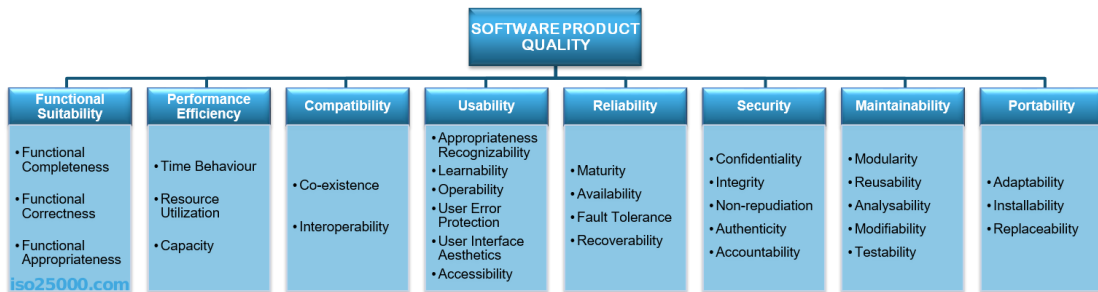 SOFTWARE PRODUCT
QUALITY
Functional
Suitability
• Functional
Completeness
• Functional
Correctness
• Functional
Appropriateness
Performance
Efficiency
• Time Behaviour
• Resource
Utilization
• Capacity
Compatibility
• Co-existence
• Interoperability
Usability
• Appropriateness
Recognizability
• Learnability
• Operability
• User Error
Protection
• User Interface
Aesthetics
• Accessibility
Reliability
• Maturity
• Availability
• Fault Tolerance
• Recoverability
Security
• Confidentiality
• Integrity
• Non-repudiation
• Authenticity
• Accountability
Maintainability
• Modularity
• Reusability
• Analysability
• Modifiability
• Testability
Portability
• Adaptability
• Installability
• Replaceability
iso25000.com